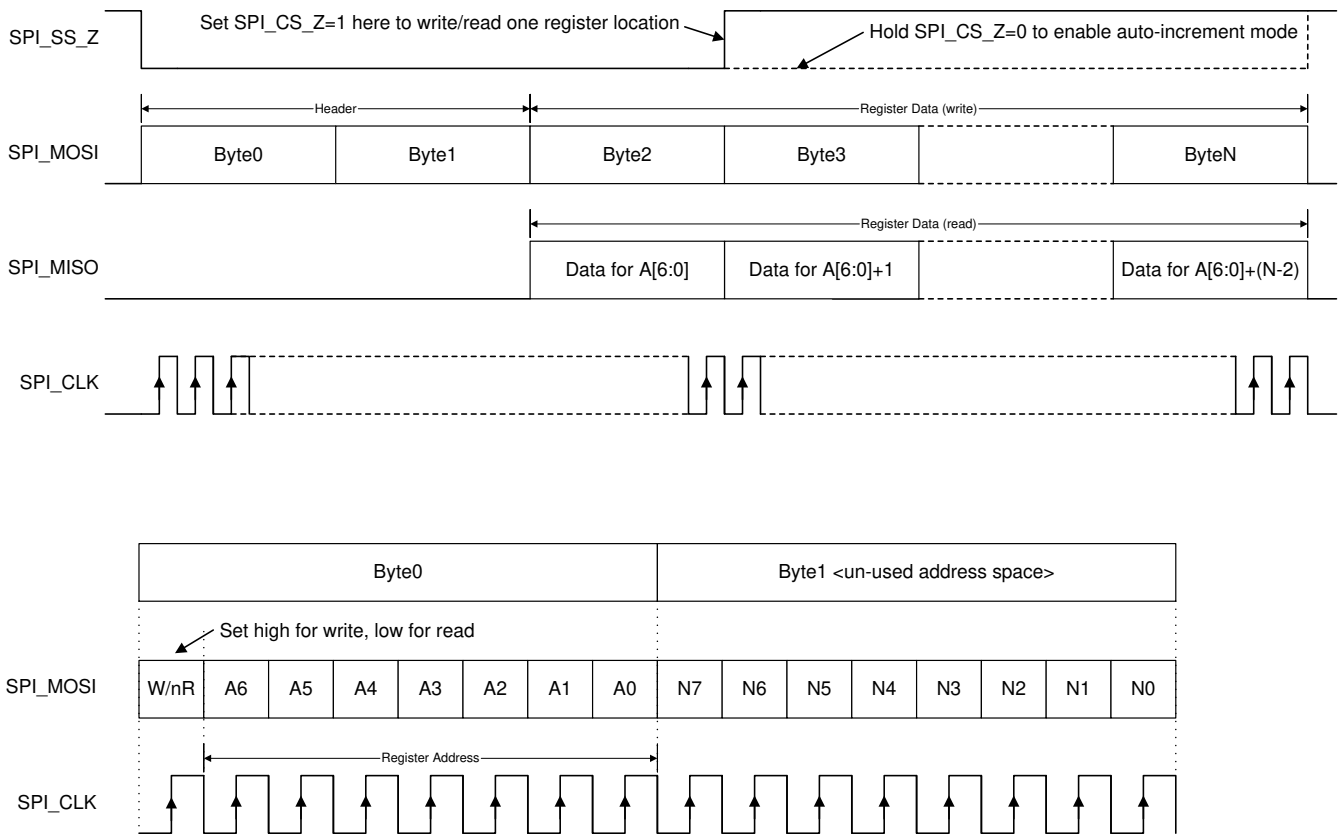 Set SPI_CS_Z=1 here to write/read one register location
SPI_SS_Z
Hold SPI_CS_Z=0 to enable auto-increment mode
Header
Register Data (write)
SPI_MOSI
Byte0
Byte1
Byte2
Byte3
ByteN
Register Data (read)
SPI_MISO
Data for A[6:0]
Data for A[6:0]+1
Data for A[6:0]+(N-2)
SPI_CLK
Byte0
Byte1 <un-used address space>
Set high for write, low for read
SPI_MOSI
W/nR
A6
A5
A4
A3
A2
A1
A0
N7
N6
N5
N4
N3
N2
N1
N0
Register Address
SPI_CLK